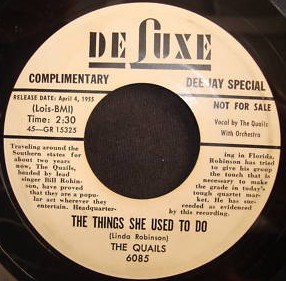 DELUXE
COMPLIMENTARY
DEE JAY SPECIAL
RELEASE DATE: April 4, 1955
NOT FOR SALE
(Lois-BMI)
Time: 2:30
45—GR 15325
Vocal by The Quails
With Orchestra
Traveling around the
Southern states for
about two years
now, The Quails,
headed by lead
singer Bill Robin-
son, have proved
that they are a pop-
ular act wherever
they entertain.
Headquarter-
ing in Florida,
Robinson has tried
to give his group
the touch that is
necessary to make
the grade in today's
tough quartet mar-
ket. He has suc-
ceeded as evidenced
by this recording.
THE THINGS SHE USED TO DO
(Linda Robinson)
THE QUAILS
6085